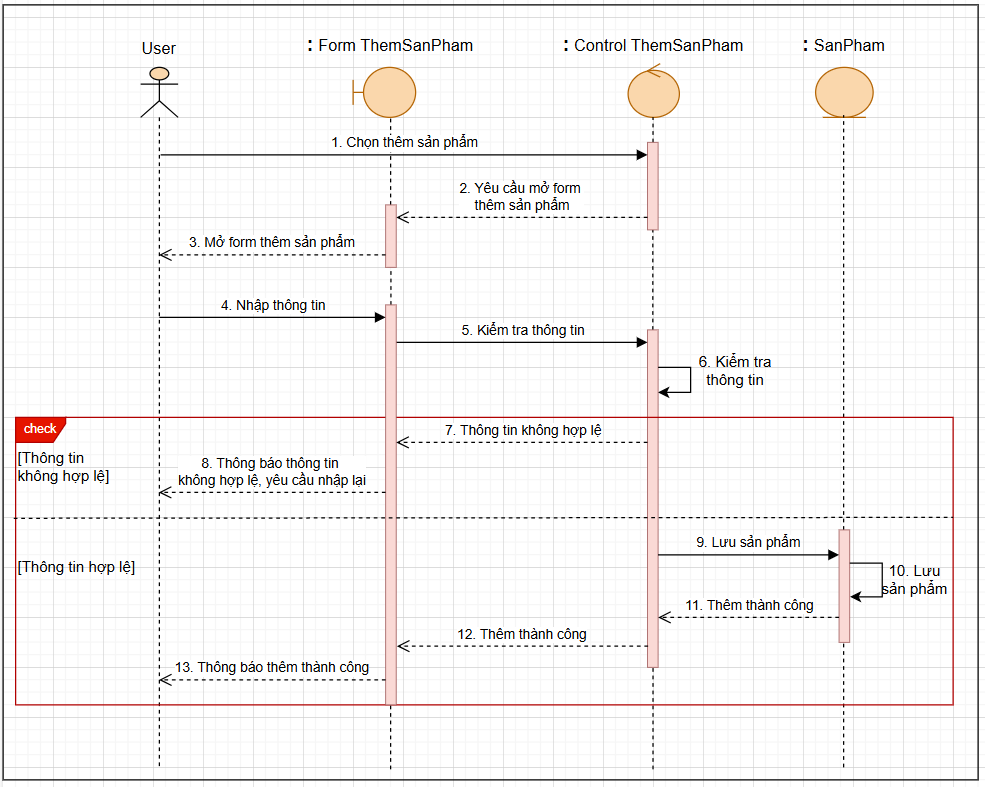 User
: Form ThemSanPham
: Control ThemSanPham
: SanPham
1. Chọn thêm sản phẩm
2. Yêu cầu mở form
thêm sản phẩm
3. Mở form thêm sản phẩm
4. Nhập thông tin
5. Kiểm tra thông tin
6. Kiểm tra
thông tin
check
7. Thông tin không hợp lệ
[Thông tin
không hợp lệ]
8. Thông báo thông tin
không hợp lệ, yêu cầu nhập lại
9. Lưu sản phẩm
[Thông tin hợp lệ]
10. Lưu
sản phẩm
11. Thêm thành công
12. Thêm thành công
13. Thông báo thêm thành công